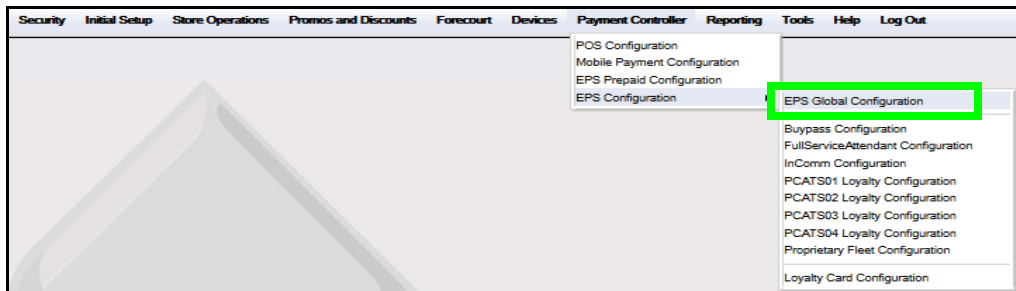 Security Initial Setup Store Operations Promos and Discounts Forecourt Devices Payment Controller Reporting Tools Help Log Out
POS Configuration
Mobile Payment Configuration
EPS Prepaid Configuration
EPS Configuration
EPS Global Configuration
Buypass Configuration
FullServiceAttendant Configuration
InComm Configuration
PCATS01 Loyalty Configuration
PCATS02 Loyalty Configuration
PCATS03 Loyalty Configuration
PCATS04 Loyalty Configuration
Proprietary Fleet Configuration
Loyalty Card Configuration